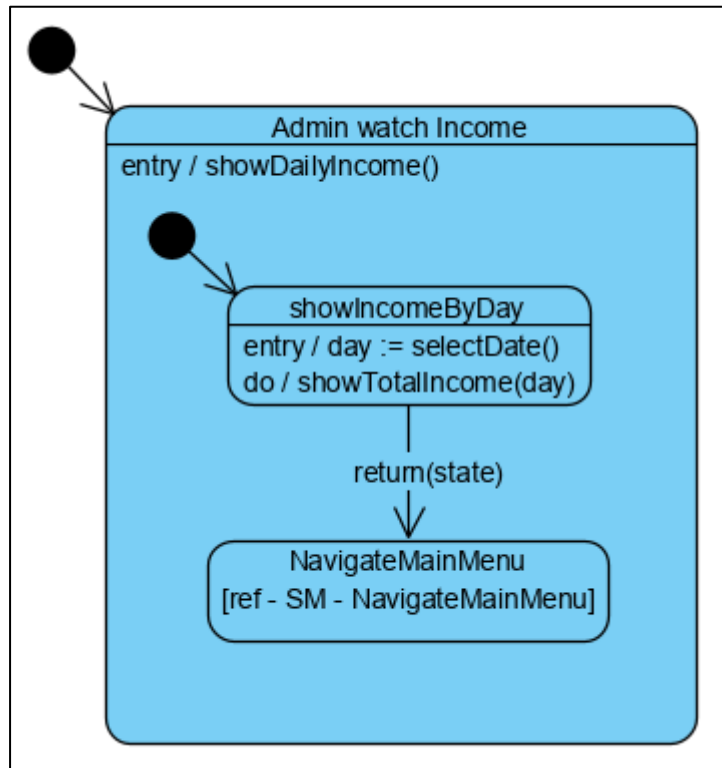 Admin watch Income
entry / showDailyIncome()
showIncomeByDay
entry / day := selectDate()
do / showTotalIncome(day)
return(state)
NavigateMainMenu
[ref - SM - NavigateMainMenu]